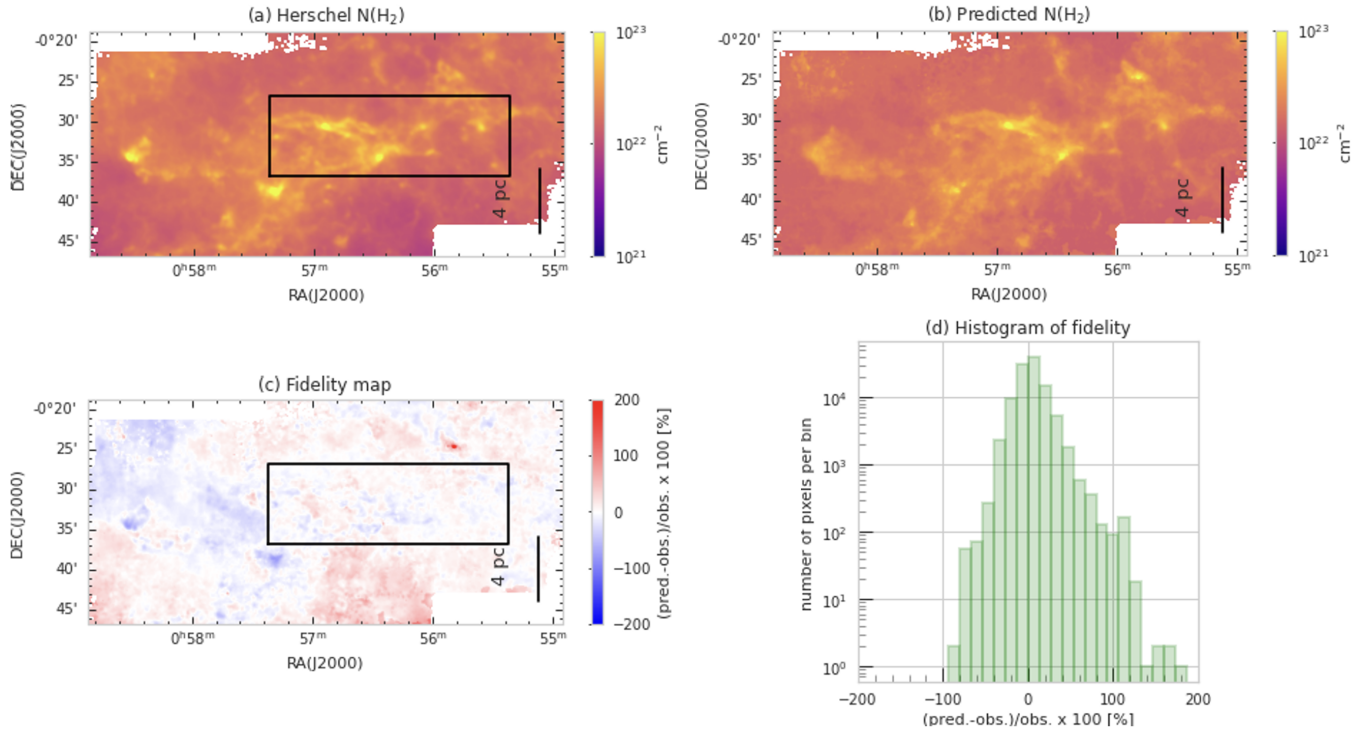 (a) Herschel N(H₂)
-0°20'
25'
30'
35'
40'
45'
DEC(J2000)
0ʰ58ᵐ
57ᵐ
56ᵐ
55ᵐ
RA(J2000)
4 pc
10²³
10²²
10²¹
cm⁻²
(b) Predicted N(H₂)
-0°20'
25'
30'
35'
40'
45'
DEC(J2000)
0ʰ58ᵐ
57ᵐ
56ᵐ
55ᵐ
RA(J2000)
4 pc
10²³
10²²
10²¹
cm⁻²
(c) Fidelity map
-0°20'
25'
30'
35'
40'
45'
DEC(J2000)
0ʰ58ᵐ
57ᵐ
56ᵐ
55ᵐ
RA(J2000)
4 pc
200
100
0
−100
−200
(pred.-obs.)/obs. x 100 [%]
(d) Histogram of fidelity
10⁴
10³
10²
10¹
10⁰
number of pixels per bin
−200
−100
0
100
200
(pred.-obs.)/obs. x 100 [%]